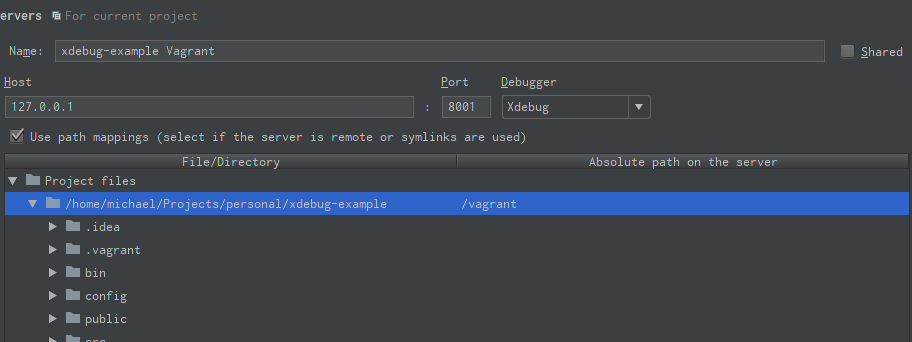 ervers For current project
Name: xdebug-example Vagrant Shared
Host Port Debugger
127.0.0.1 : 8001 Xdebug
Use path mappings (select if the server is remote or symlinks are used)
File/Directory Absolute path on the server
Project files
/home/michael/Projects/personal/xdebug-example /vagrant
.idea
.vagrant
bin
config
public